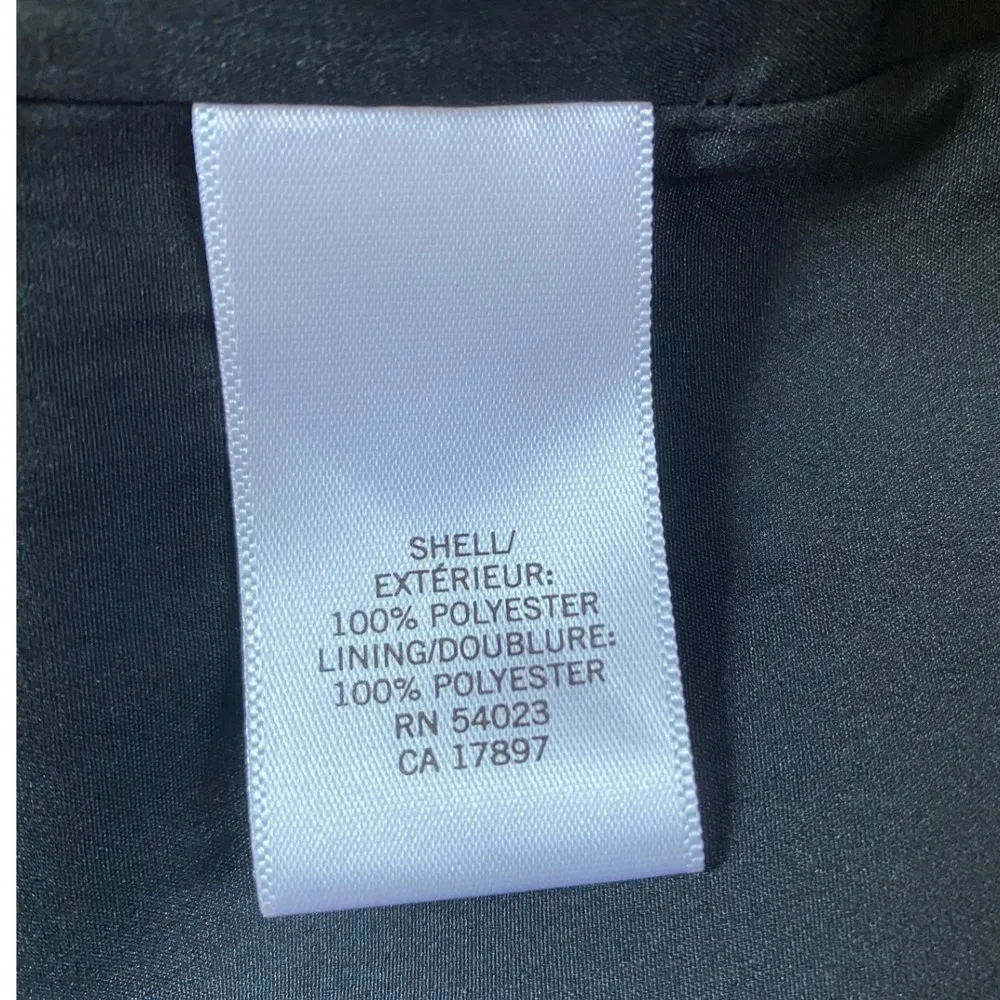 SHELL/
EXTÉRIEUR:
100% POLYESTER
LINING/DOUBLURE:
100% POLYESTER
RN 54023
CA 17897